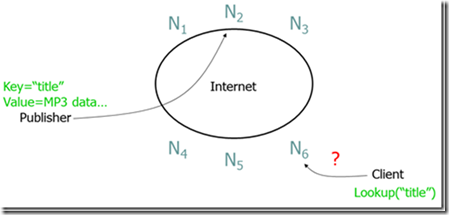 N1
N2
N3
Key="title"
Value=MP3 data...
Publisher
Internet
N4
N5
N6
?
Client
Lookup("title")